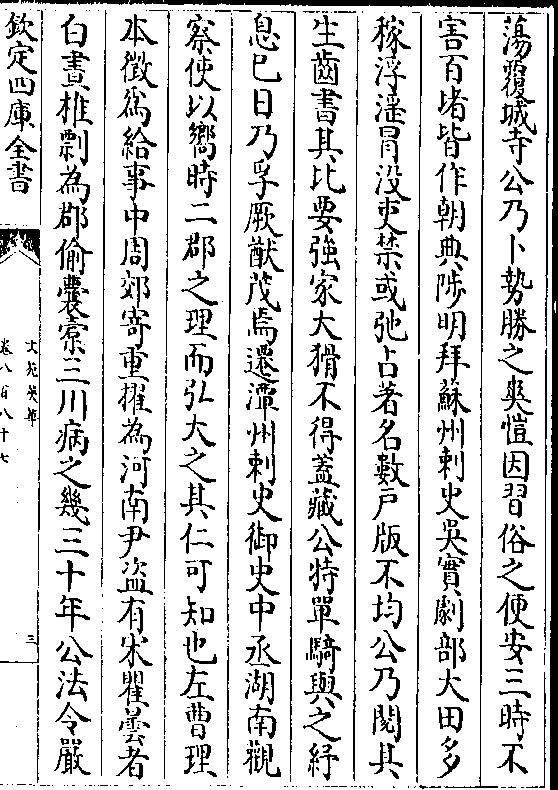 蕩覆城寺公乃卜勢勝之爽愷因習俗之便安三時不
害百堵皆作朝典陟明拜蘇州刺史吳實劇部大田多
稼浮滛冐没吏禁或弛占著名數戸版不均公乃閱其
生齒書其比要強家大猾不得蓋藏公特單騎與之紓
息已日乃孚厥猷茂焉遷潭州刺史御史中丞湖南觀
察使以嚮時二郡之理而弘大之其仁可知也左曹理
本徴為給事中周郊寄重擢為河南尹盗有宋瞿曇者
白晝椎剽為郡偷囊橐三川病之幾三十年公法令嚴
欽定四庫全書
文苑英華
卷八百八十七
三